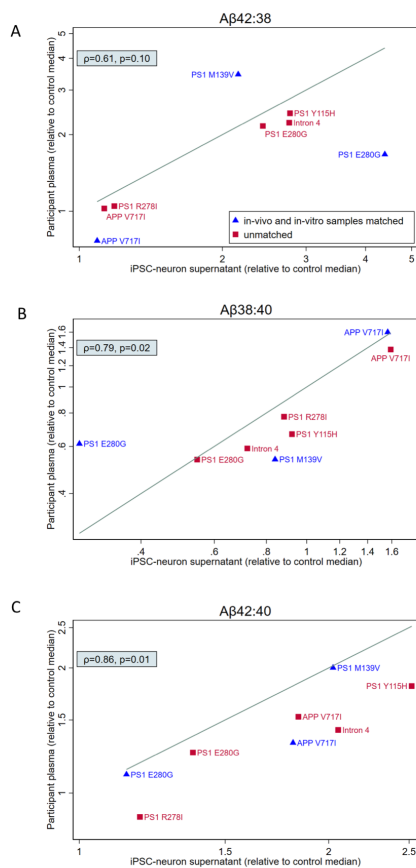 A
Aβ42:38
ρ=0.61, p=0.10
Participant plasma (relative to control median)
5
4
3
2
1
PS1 M139V
PS1 Y115H
Intron 4
PS1 E280G
PS1 E280G
PS1 R278I
APP V717I
APP V717I
in-vivo and in-vitro samples matched
unmatched
1 2 3 4 5
iPSC-neuron supernatant (relative to control median)
B
Aβ38:40
ρ=0.79, p=0.02
Participant plasma (relative to control median)
1.6
1.4
1.2
1
.8
.6
.4
APP V717I
APP V717I
PS1 R278I
PS1 Y115H
PS1 E280G
Intron 4
PS1 E280G
PS1 M139V
.4 .6 .8 1 1.2 1.4 1.6
iPSC-neuron supernatant (relative to control median)
C
Aβ42:40
ρ=0.86, p=0.01
Participant plasma (relative to control median)
2.5
2
1.5
1
PS1 M139V
PS1 Y115H
APP V717I
Intron 4
APP V717I
PS1 E280G
PS1 E280G
PS1 R278I
1 1.5 2 2.5
iPSC-neuron supernatant (relative to control median)